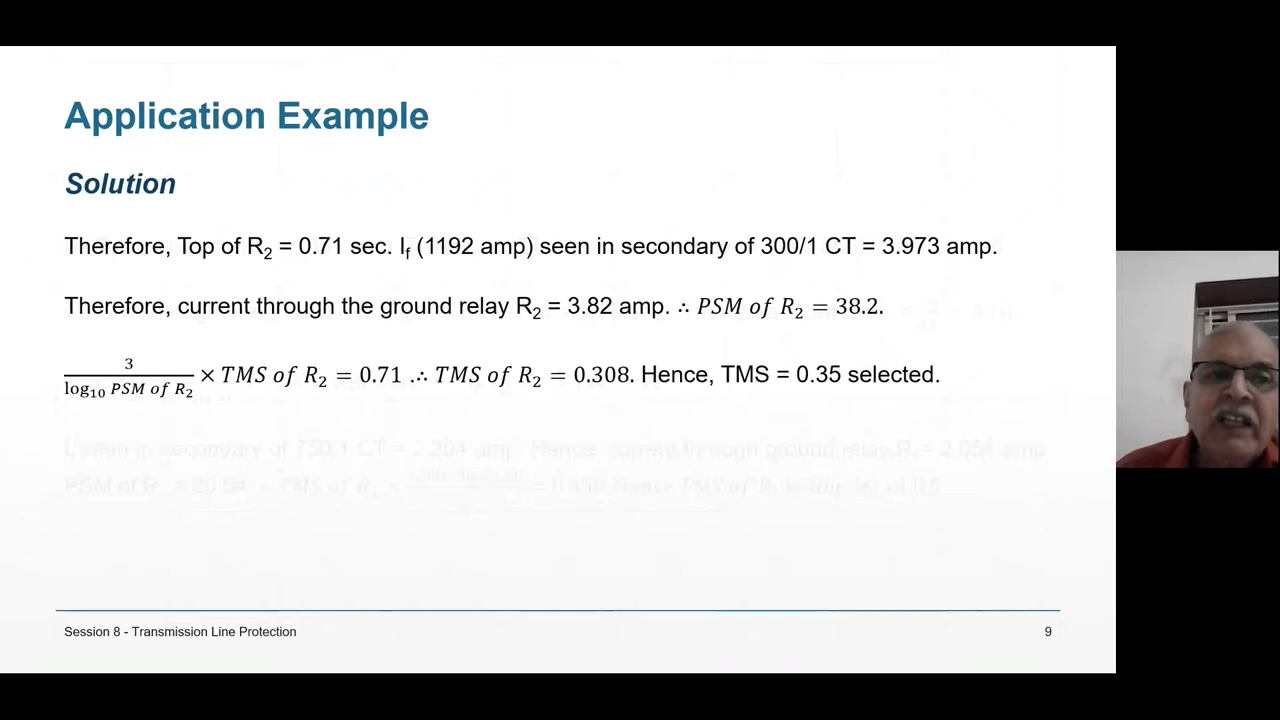 Application Example
Solution
Therefore, Top of R₂ = 0.71 sec. I_f (1192 amp) seen in secondary of 300/1 CT = 3.973 amp.
Therefore, current through the ground relay R₂ = 3.82 amp. ∴ PSM of R₂ = 38.2.
3 / log₁₀ PSM of R₂ × TMS of R₂ = 0.71 .∴ TMS of R₂ = 0.308. Hence, TMS = 0.35 selected.
Session 8 - Transmission Line Protection
9